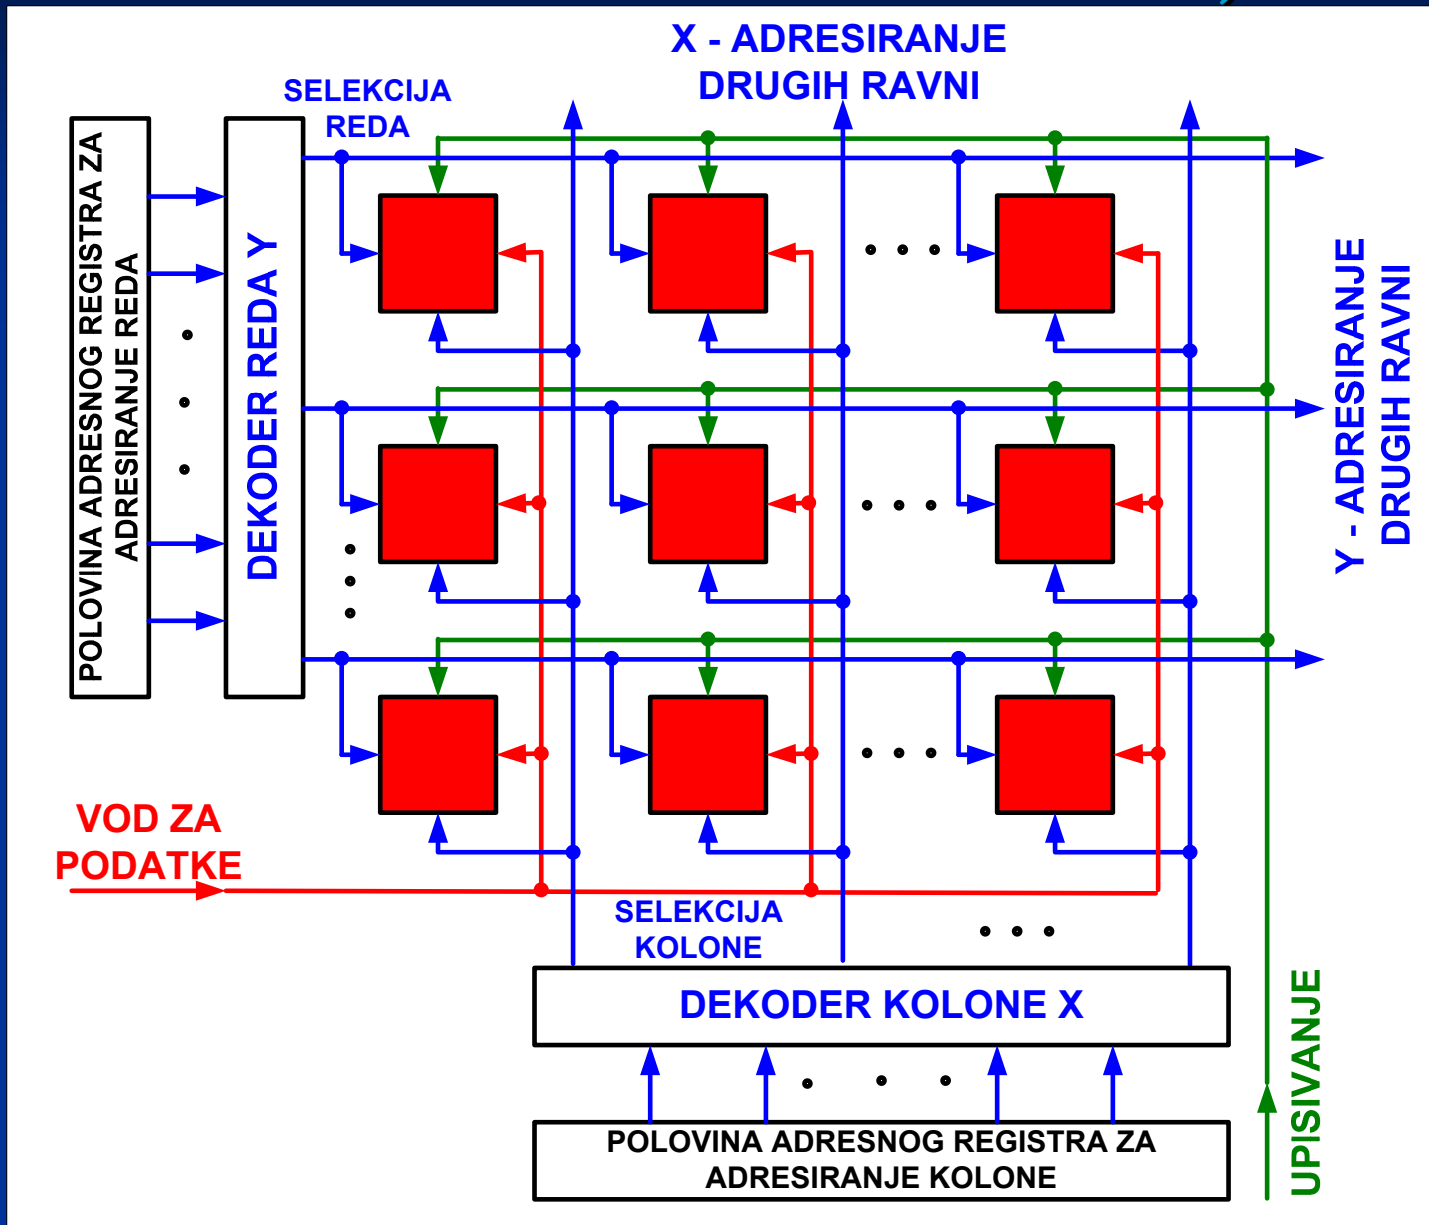 X - ADRESIRANJE
DRUGIH RAVNI
SELEKCIJA
REDA
POLOVINA ADRESNOG REGISTRA ZA
ADRESIRANJE REDA
DEKODER REDA Y
Y - ADRESIRANJE
DRUGIH RAVNI
VOD ZA
PODATKE
SELEKCIJA
KOLONE
DEKODER KOLONE X
POLOVINA ADRESNOG REGISTRA ZA
ADRESIRANJE KOLONE
UPISIVANJE